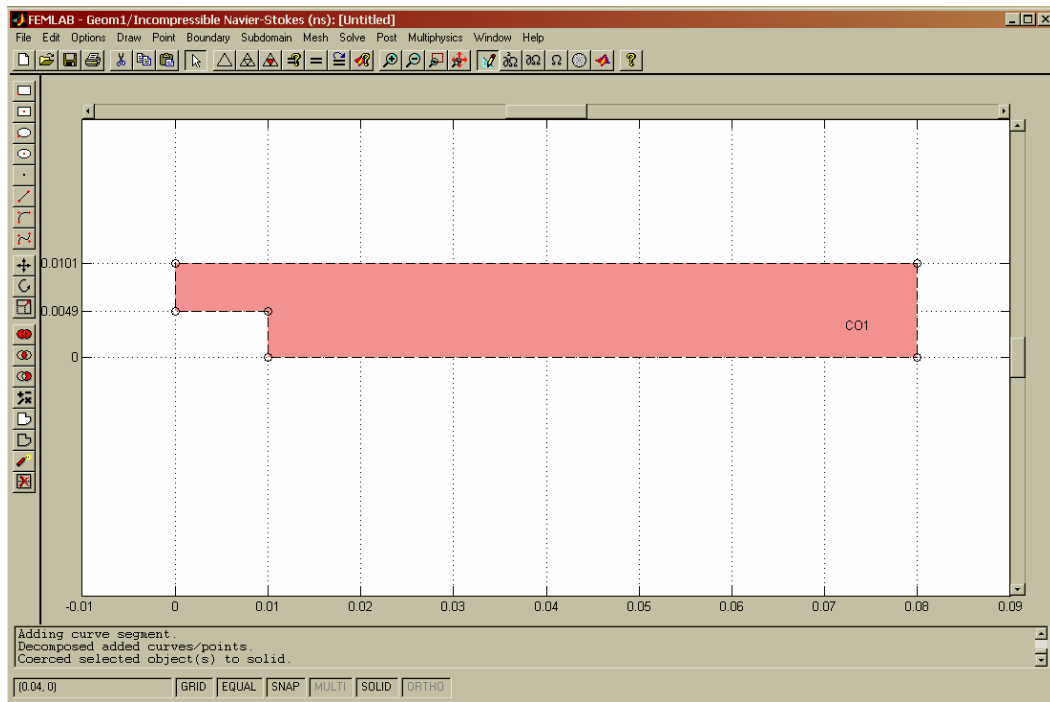 FEMLAB - Geom1/Incompressible Navier-Stokes (ns): [Untitled]
File Edit Options Draw Point Boundary Subdomain Mesh Solve Post Multiphysics Window Help
0.0101
0.0049
0
CO1
-0.01 0 0.01 0.02 0.03 0.04 0.05 0.06 0.07 0.08 0.09
Adding curve segment.
Decomposed added curves/points.
Coerced selected object(s) to solid.
(0.04, 0) GRID EQUAL SNAP MULTI SOLID ORTHO